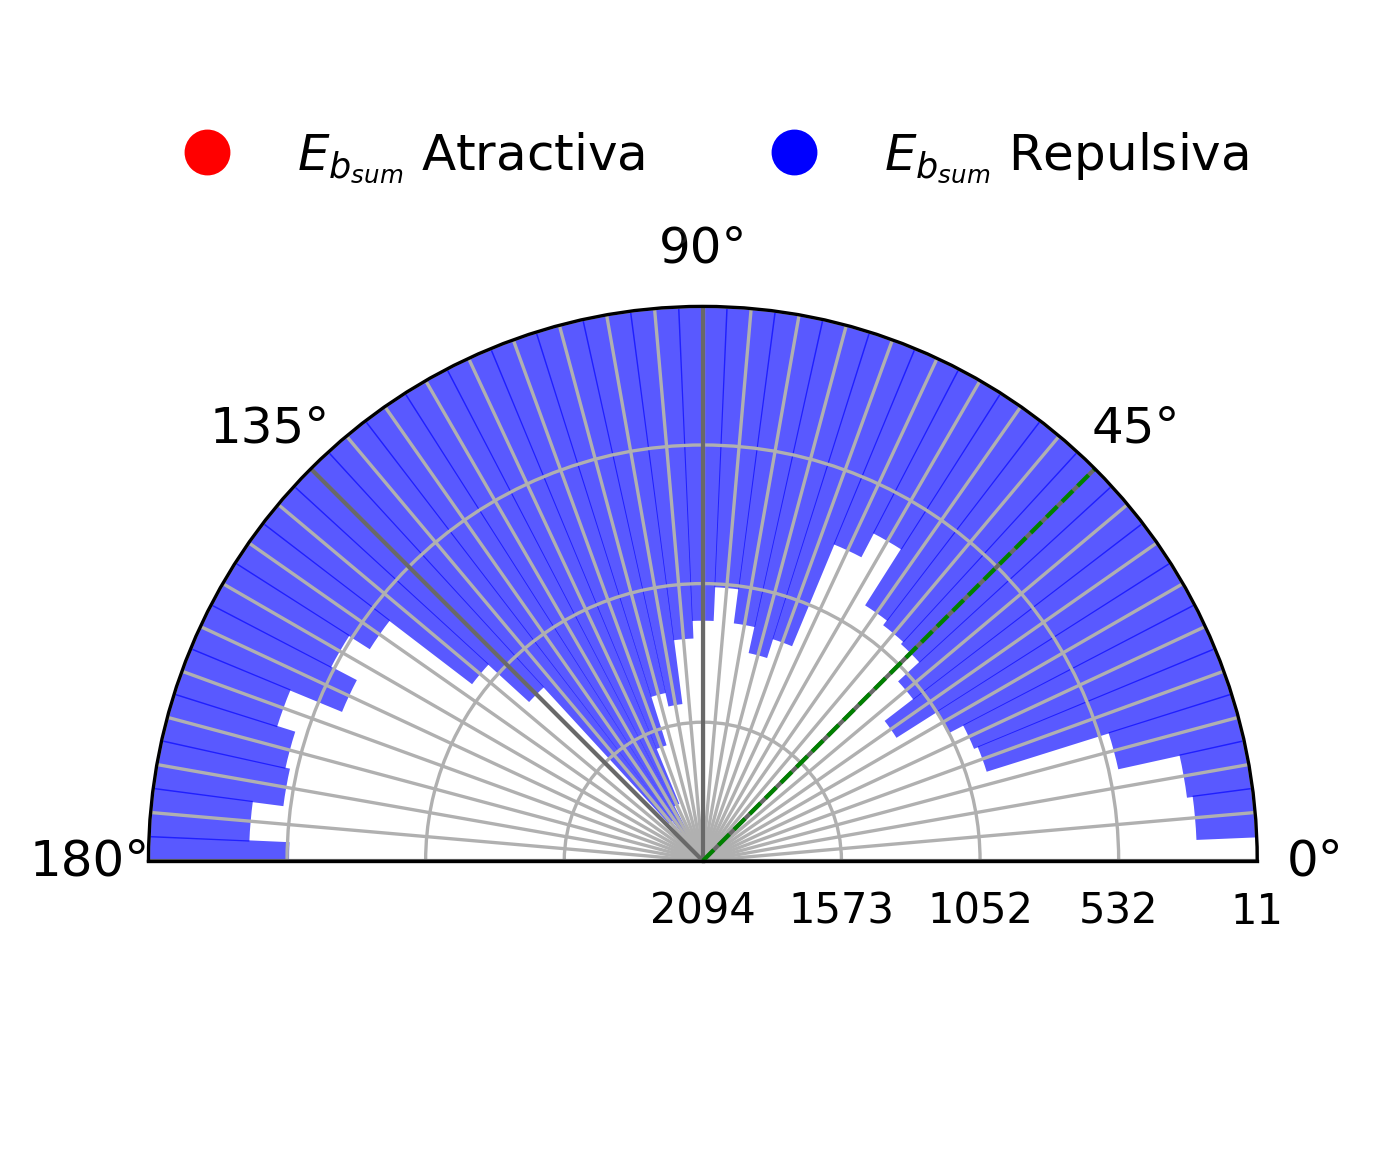 E_{b_{sum}} Atractiva E_{b_{sum}} Repulsiva
90°
135° 45°
180° 0°
2094 1573 1052 532 11